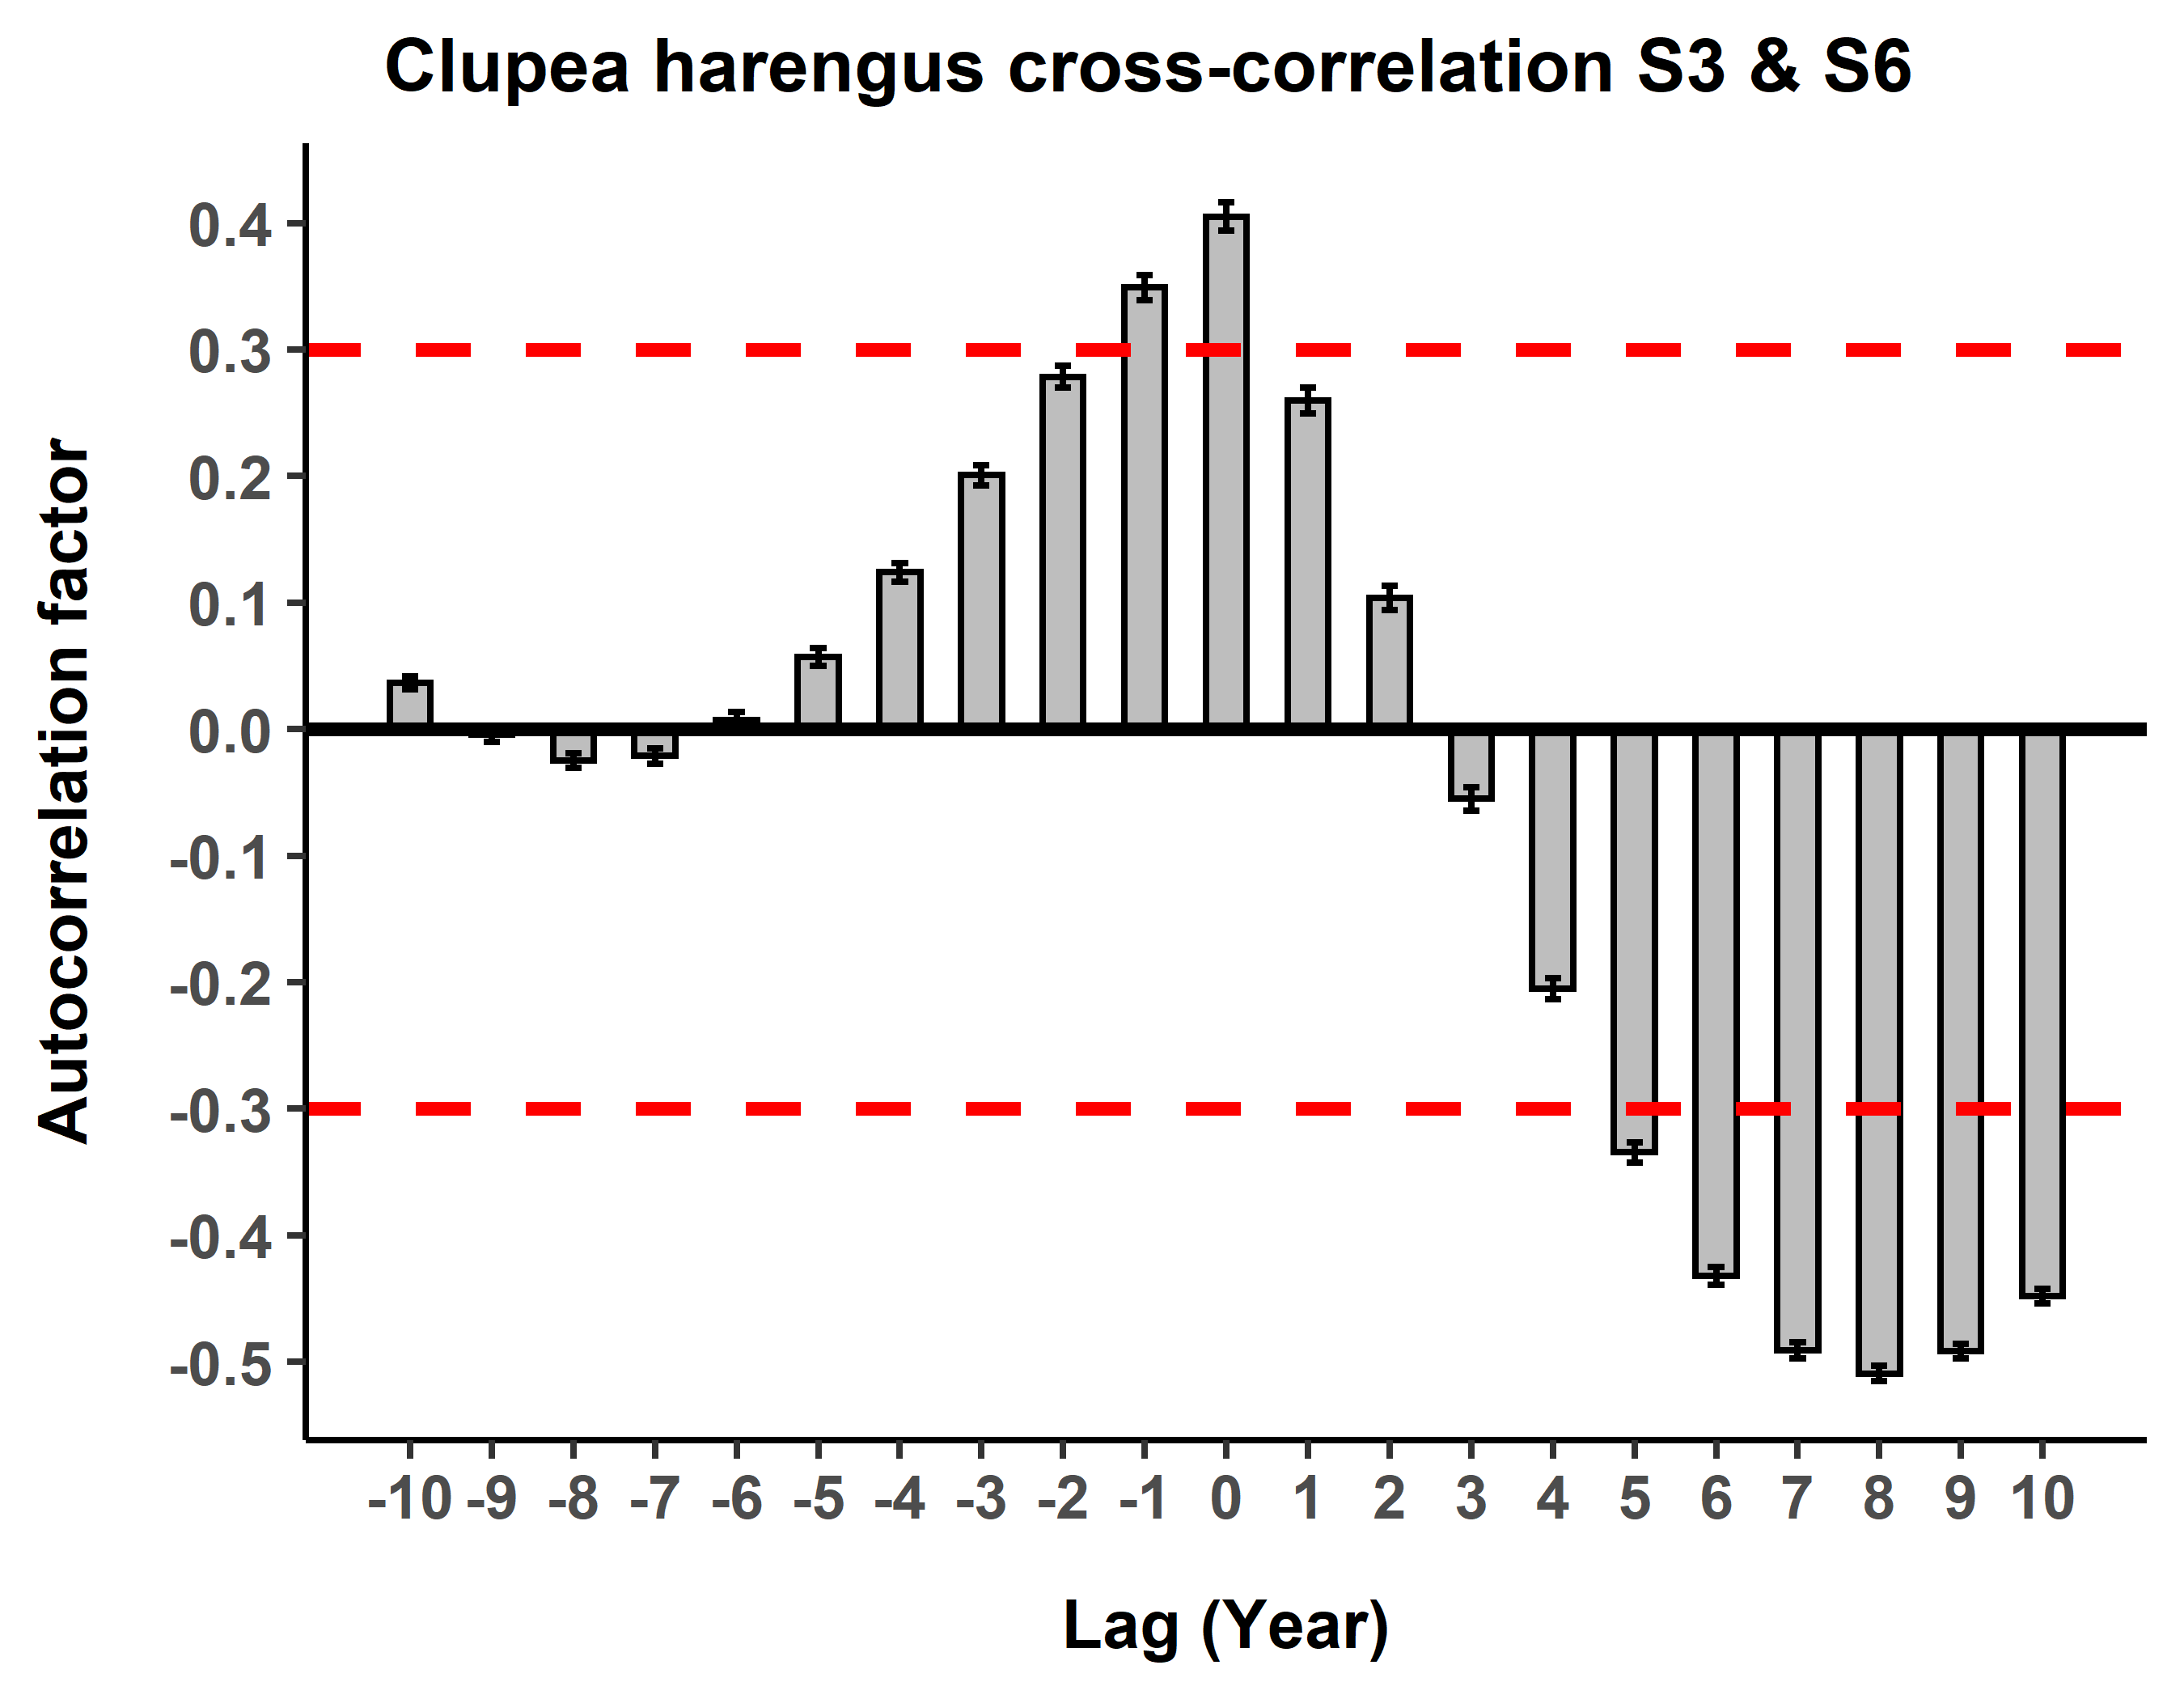 Clupea harengus cross-correlation S3 & S6
Autocorrelation factor
0.4
0.3
0.2
0.1
0.0
-0.1
-0.2
-0.3
-0.4
-0.5
-10 -9 -8 -7 -6 -5 -4 -3 -2 -1 0 1 2 3 4 5 6 7 8 9 10
Lag (Year)